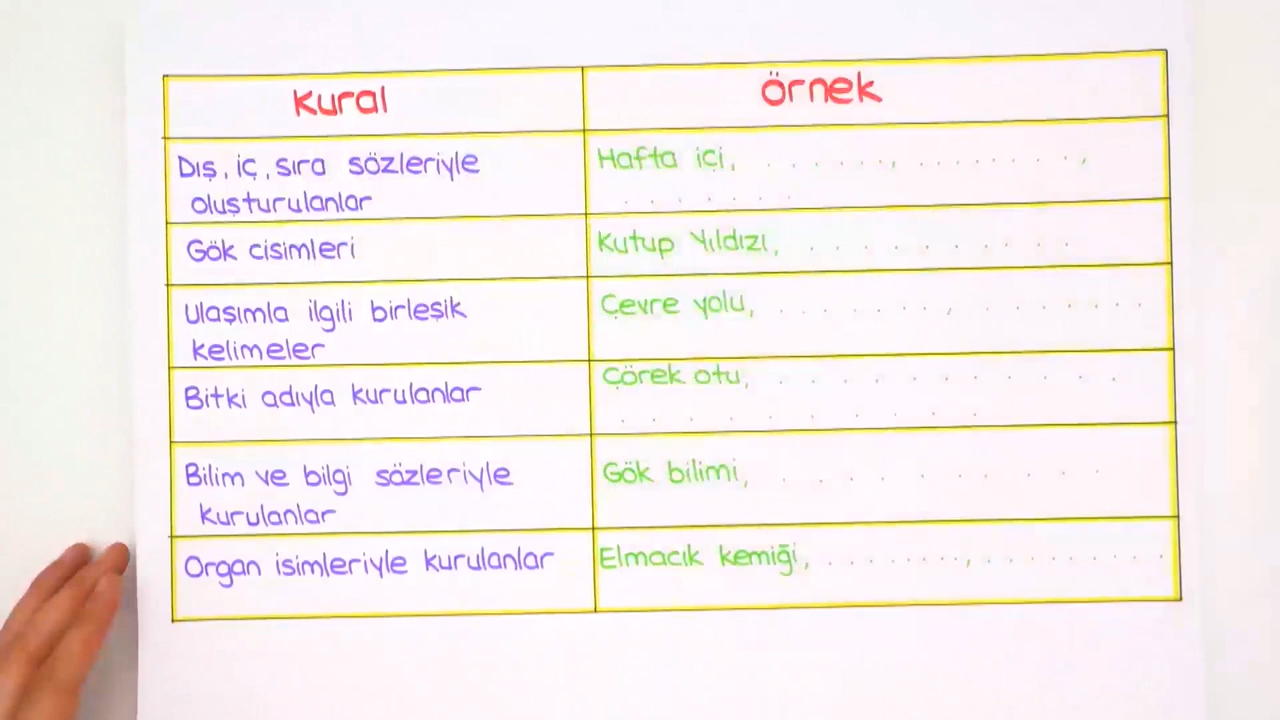 Kural
Örnek
Dış, iç, sıra sözleriyle
oluşturulanlar
Hafta içi, . . . . . . , . . . . . . . . ,
. . . . . . .
Gök cisimleri
Kutup Yıldızı, . . . . . . . . . .
Ulaşımla ilgili birleşik
kelimeler
Çevre yolu, . . . . . . . , . . . . . . .
Bitki adıyla kurulanlar
Çörek otu, . . . . . . . . . . . . .
. . . . . . . . . . .
Bilim ve bilgi sözleriyle
kurulanlar
Gök bilimi, . . . . . . . . . .
Organ isimleriyle kurulanlar
Elmacık kemiği, . . . . . . . , . . . . . . . . .